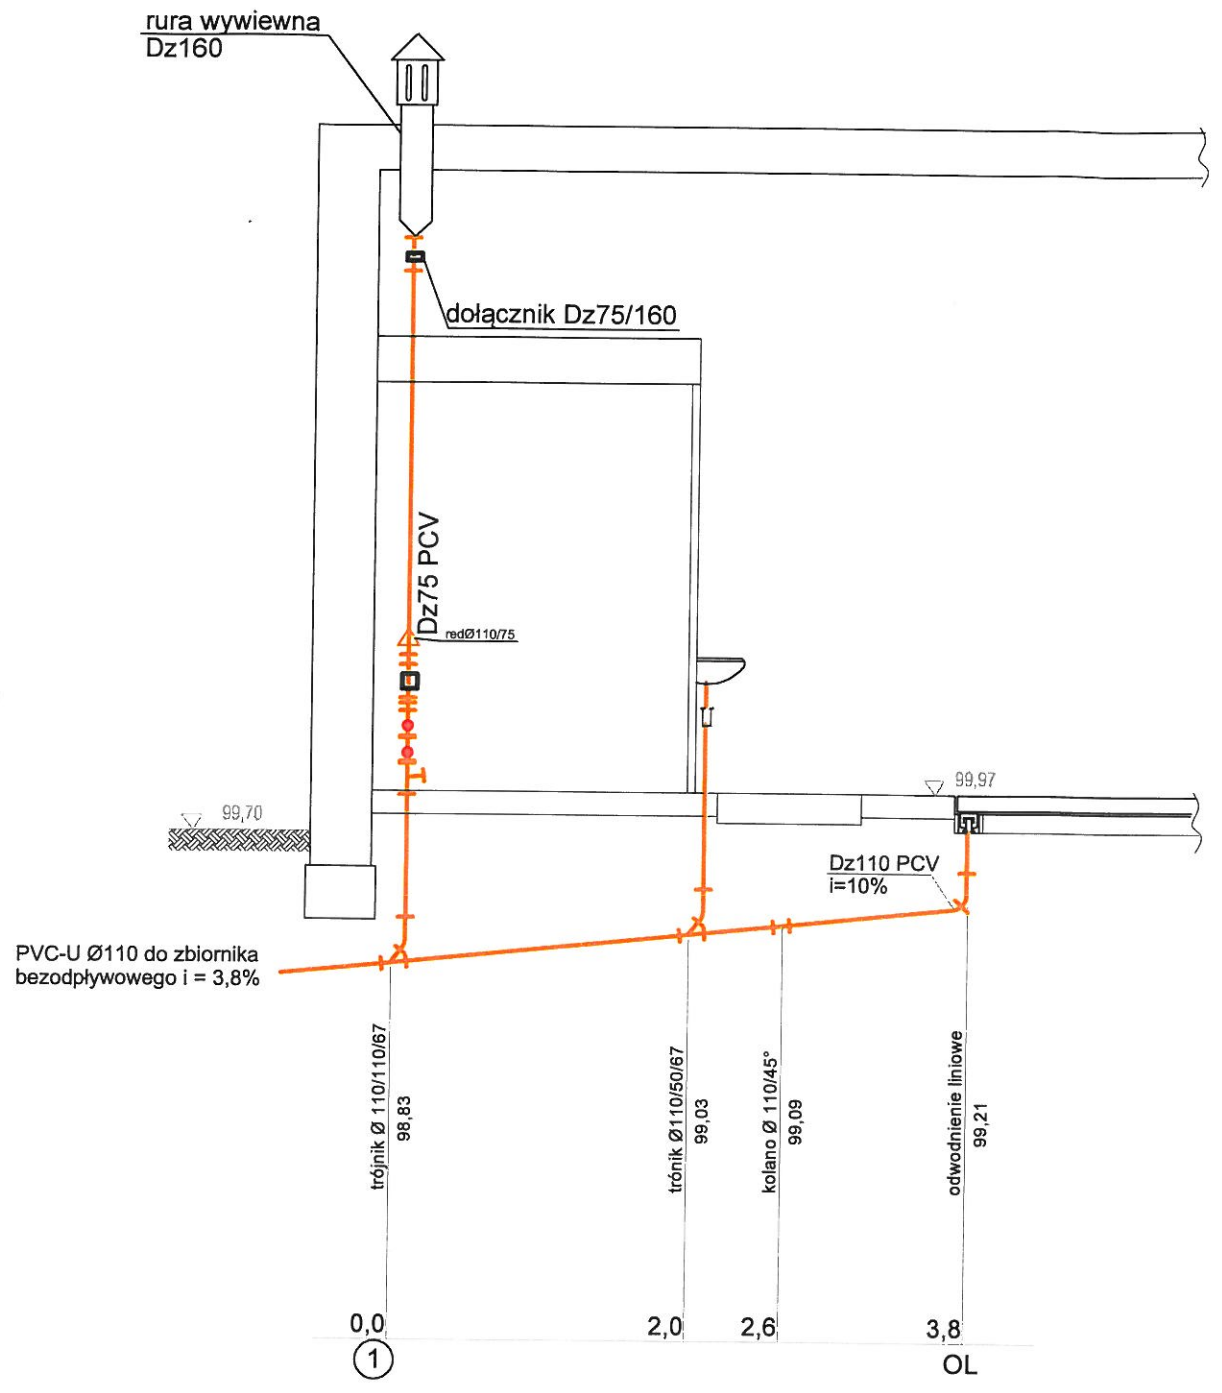 rura wywiewna
Dz160
dołącznik Dz75/160
Dz75 PCV
redØ110/75
99,70
99,97
Dz110 PCV
i=10%
PVC-U Ø110 do zbiornika
bezodpływowego i = 3,8%
trójnik Ø 110/110/67
98,83
trónik Ø110/50/67
99,03
kolano Ø 110/45°
99,09
odwodnienie liniowe
99,21
0,0
2,0
2,6
3,8
1
OL